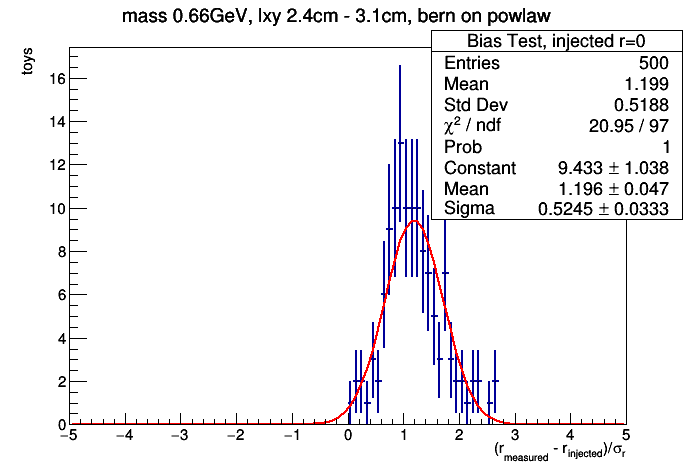 mass 0.66GeV, lxy 2.4cm - 3.1cm, bern on powlaw
toys
Bias Test, injected r=0
Entries 500
Mean 1.199
Std Dev 0.5188
χ² / ndf 20.95 / 97
Prob 1
Constant 9.433 ± 1.038
Mean 1.196 ± 0.047
Sigma 0.5245 ± 0.0333
16
14
12
10
8
6
4
2
0
−5 −4 −3 −2 −1 0 1 2 3 4 5
(r_measured - r_injected)/σ_r